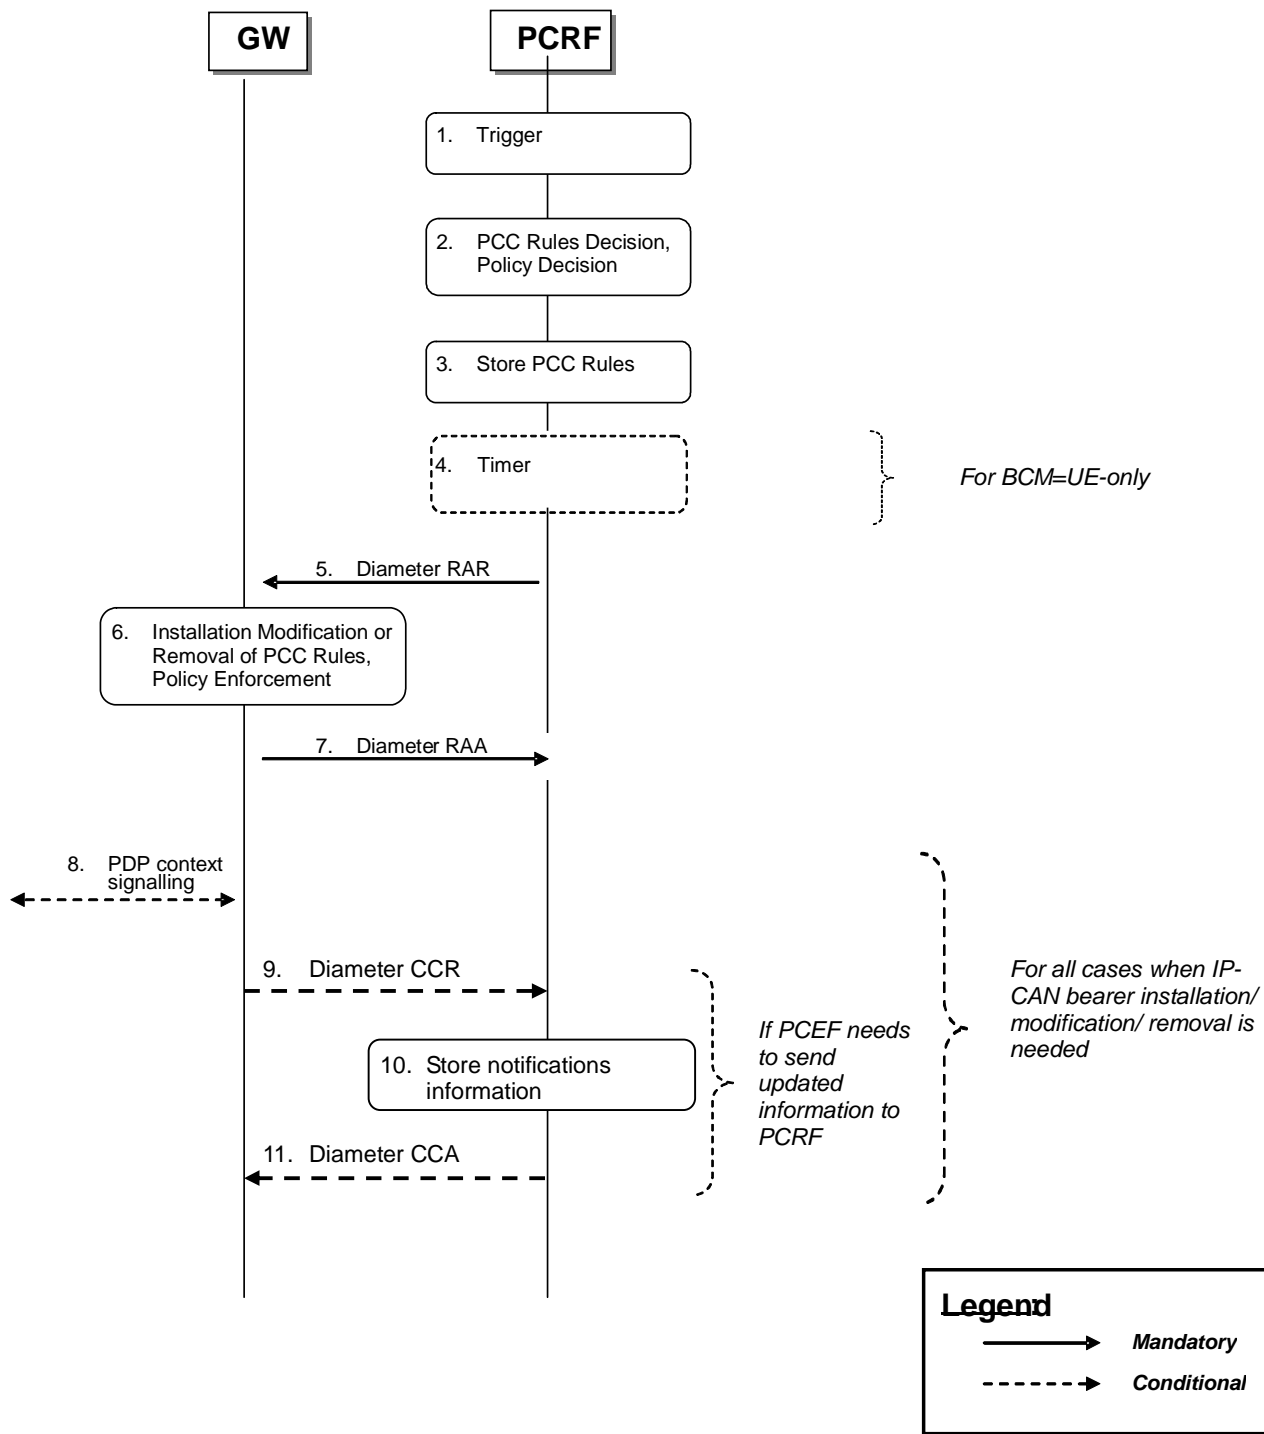 GW
PCRF
1. Trigger
2. PCC Rules Decision,
Policy Decision
3. Store PCC Rules
4. Timer
For BCM=UE-only
5. Diameter RAR
6. Installation Modification or
Removal of PCC Rules,
Policy Enforcement
7. Diameter RAA
8. PDP context
signalling
9. Diameter CCR
10. Store notifications
information
11. Diameter CCA
If PCEF needs
to send
updated
information to
PCRF
For all cases when IP-
CAN bearer installation/
modification/ removal is
needed
Legend:
Mandatory
Conditional